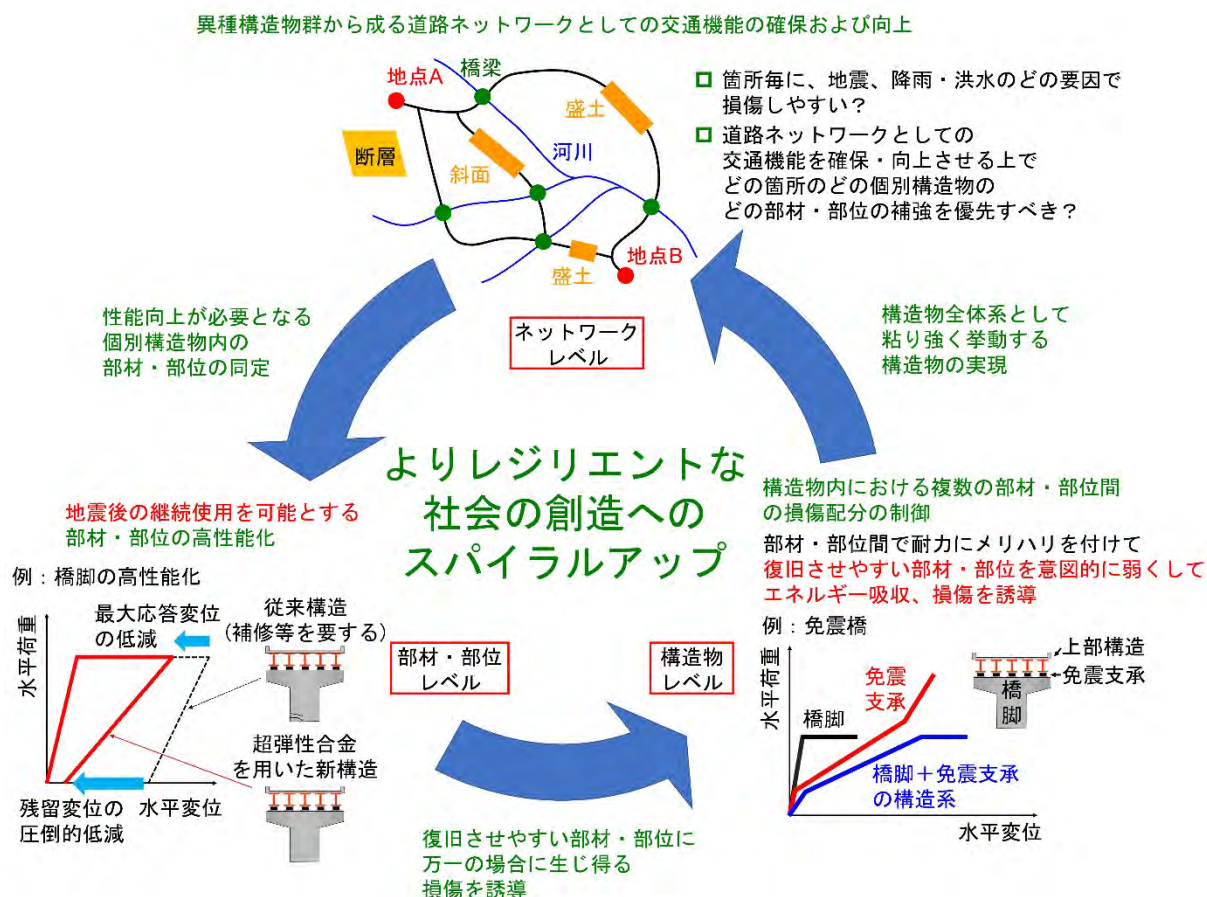 異種構造物群から成る道路ネットワークとしての交通機能の確保および向上
地点A
橋梁
盛土
断層
斜面
河川
盛土
地点B
箇所毎に、地震、降雨・洪水のどの要因で
損傷しやすい？
道路ネットワークとしての
交通機能を確保・向上させる上で
どの箇所のどの個別構造物の
どの部材・部位の補強を優先すべき？
ネットワーク
レベル
性能向上が必要となる
個別構造物内の
部材・部位の同定
構造物全体系として
粘り強く挙動する
構造物の実現
よりレジリエントな
社会の創造への
スパイラルアップ
地震後の継続使用を可能とする
部材・部位の高性能化
例：橋脚の高性能化
水平荷重
最大応答変位
の低減
従来構造
(補修等を要する)
超弾性合金
を用いた新構造
残留変位の
圧倒的低減
水平変位
部材・部位
レベル
構造物
レベル
復旧させやすい部材・部位に
万一の場合に生じ得る
損傷を誘導
構造物内における複数の部材・部位間
の損傷配分の制御
部材・部位間で耐力にメリハリを付けて
復旧させやすい部材・部位を意図的に弱くして
エネルギー吸収、損傷を誘導
例：免震橋
水平荷重
橋脚
免震
支承
橋脚＋免震支承
の構造系
水平変位
上部構造
免震支承
橋
脚